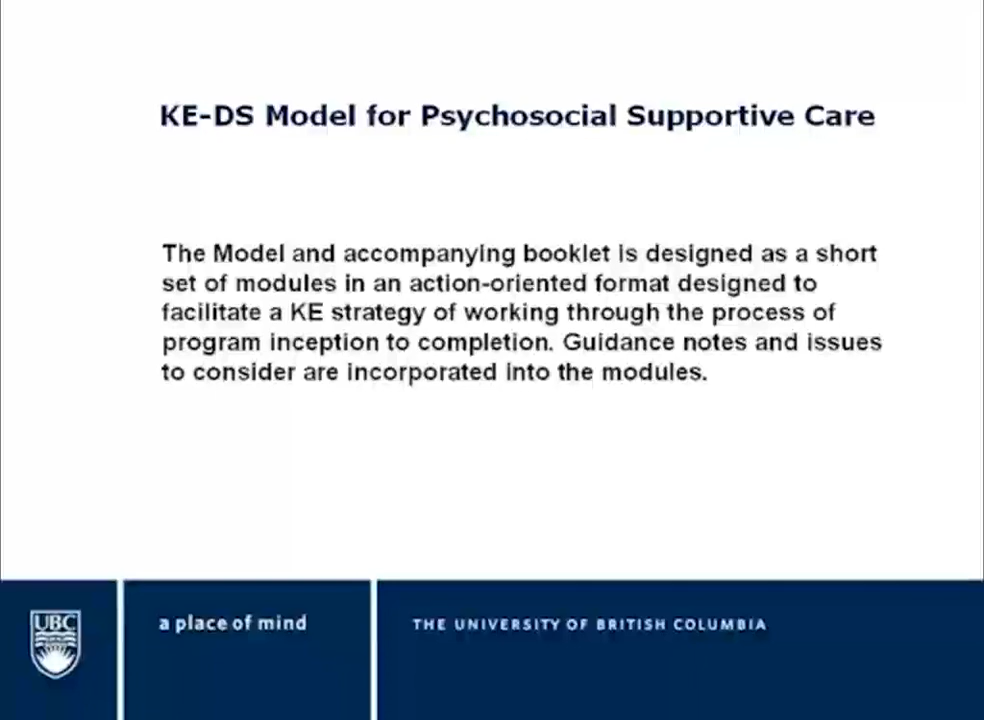 KE-DS Model for Psychosocial Supportive Care
The Model and accompanying booklet is designed as a short
set of modules in an action-oriented format designed to
facilitate a KE strategy of working through the process of
program inception to completion. Guidance notes and issues
to consider are incorporated into the modules.
UBC
a place of mind
THE UNIVERSITY OF BRITISH COLUMBIA